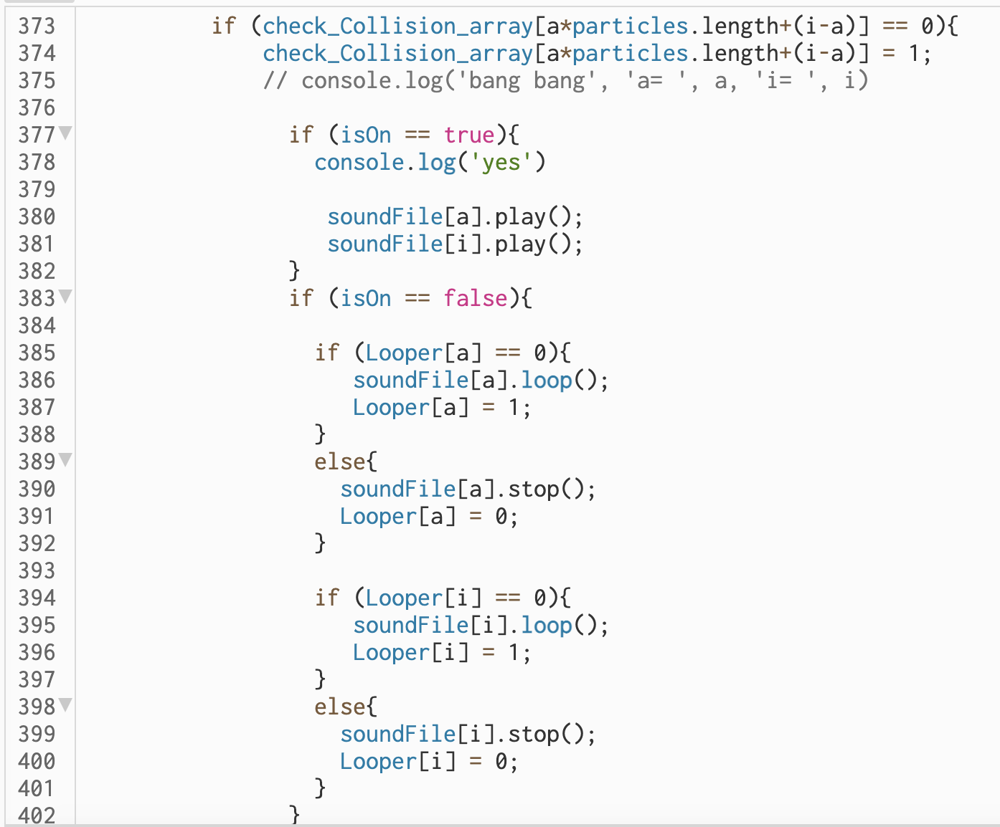 373 if (check_Collision_array[a*particles.length+(i-a)] == 0){
374 check_Collision_array[a*particles.length+(i-a)] = 1;
375 // console.log('bang bang', 'a= ', a, 'i= ', i)
376
377 if (isOn == true){
378 console.log('yes')
379
380 soundFile[a].play();
381 soundFile[i].play();
382 }
383 if (isOn == false){
384
385 if (Looper[a] == 0){
386 soundFile[a].loop();
387 Looper[a] = 1;
388 }
389 else{
390 soundFile[a].stop();
391 Looper[a] = 0;
392 }
393
394 if (Looper[i] == 0){
395 soundFile[i].loop();
396 Looper[i] = 1;
397 }
398 else{
399 soundFile[i].stop();
400 Looper[i] = 0;
401 }
402 }